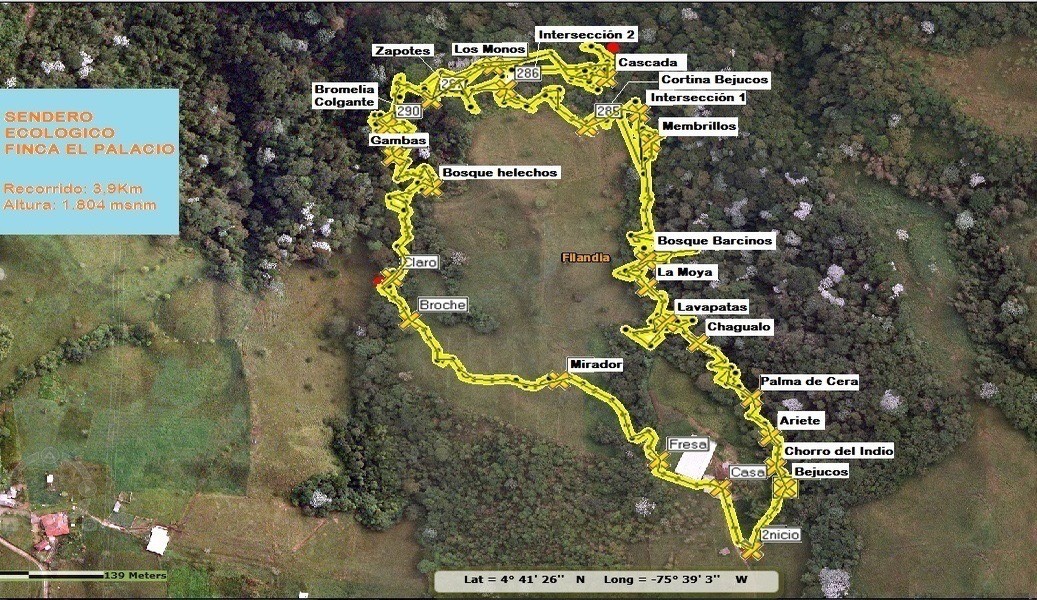 Intersección 2
Zapotes
Los Monos
Cascada
286
Cortina Bejucos
Bromelia
Colgante
290
285
Intersección 1
SENDERO
ECOLOGICO
FINCA EL PALACIO
Recorrido: 3,9Km
Altura: 1.804 msnm
Membrillos
Gambas
Bosque helechos
Bosque Barcinos
Filandia
Claro
La Moya
Broche
Lavapatas
Chagualo
Mirador
Palma de Cera
Ariete
Fresa
Chorro del Indio
Casa
Bejucos
2nicio
139 Meters
Lat = 4° 41' 26'' N Long = -75° 39' 3'' W